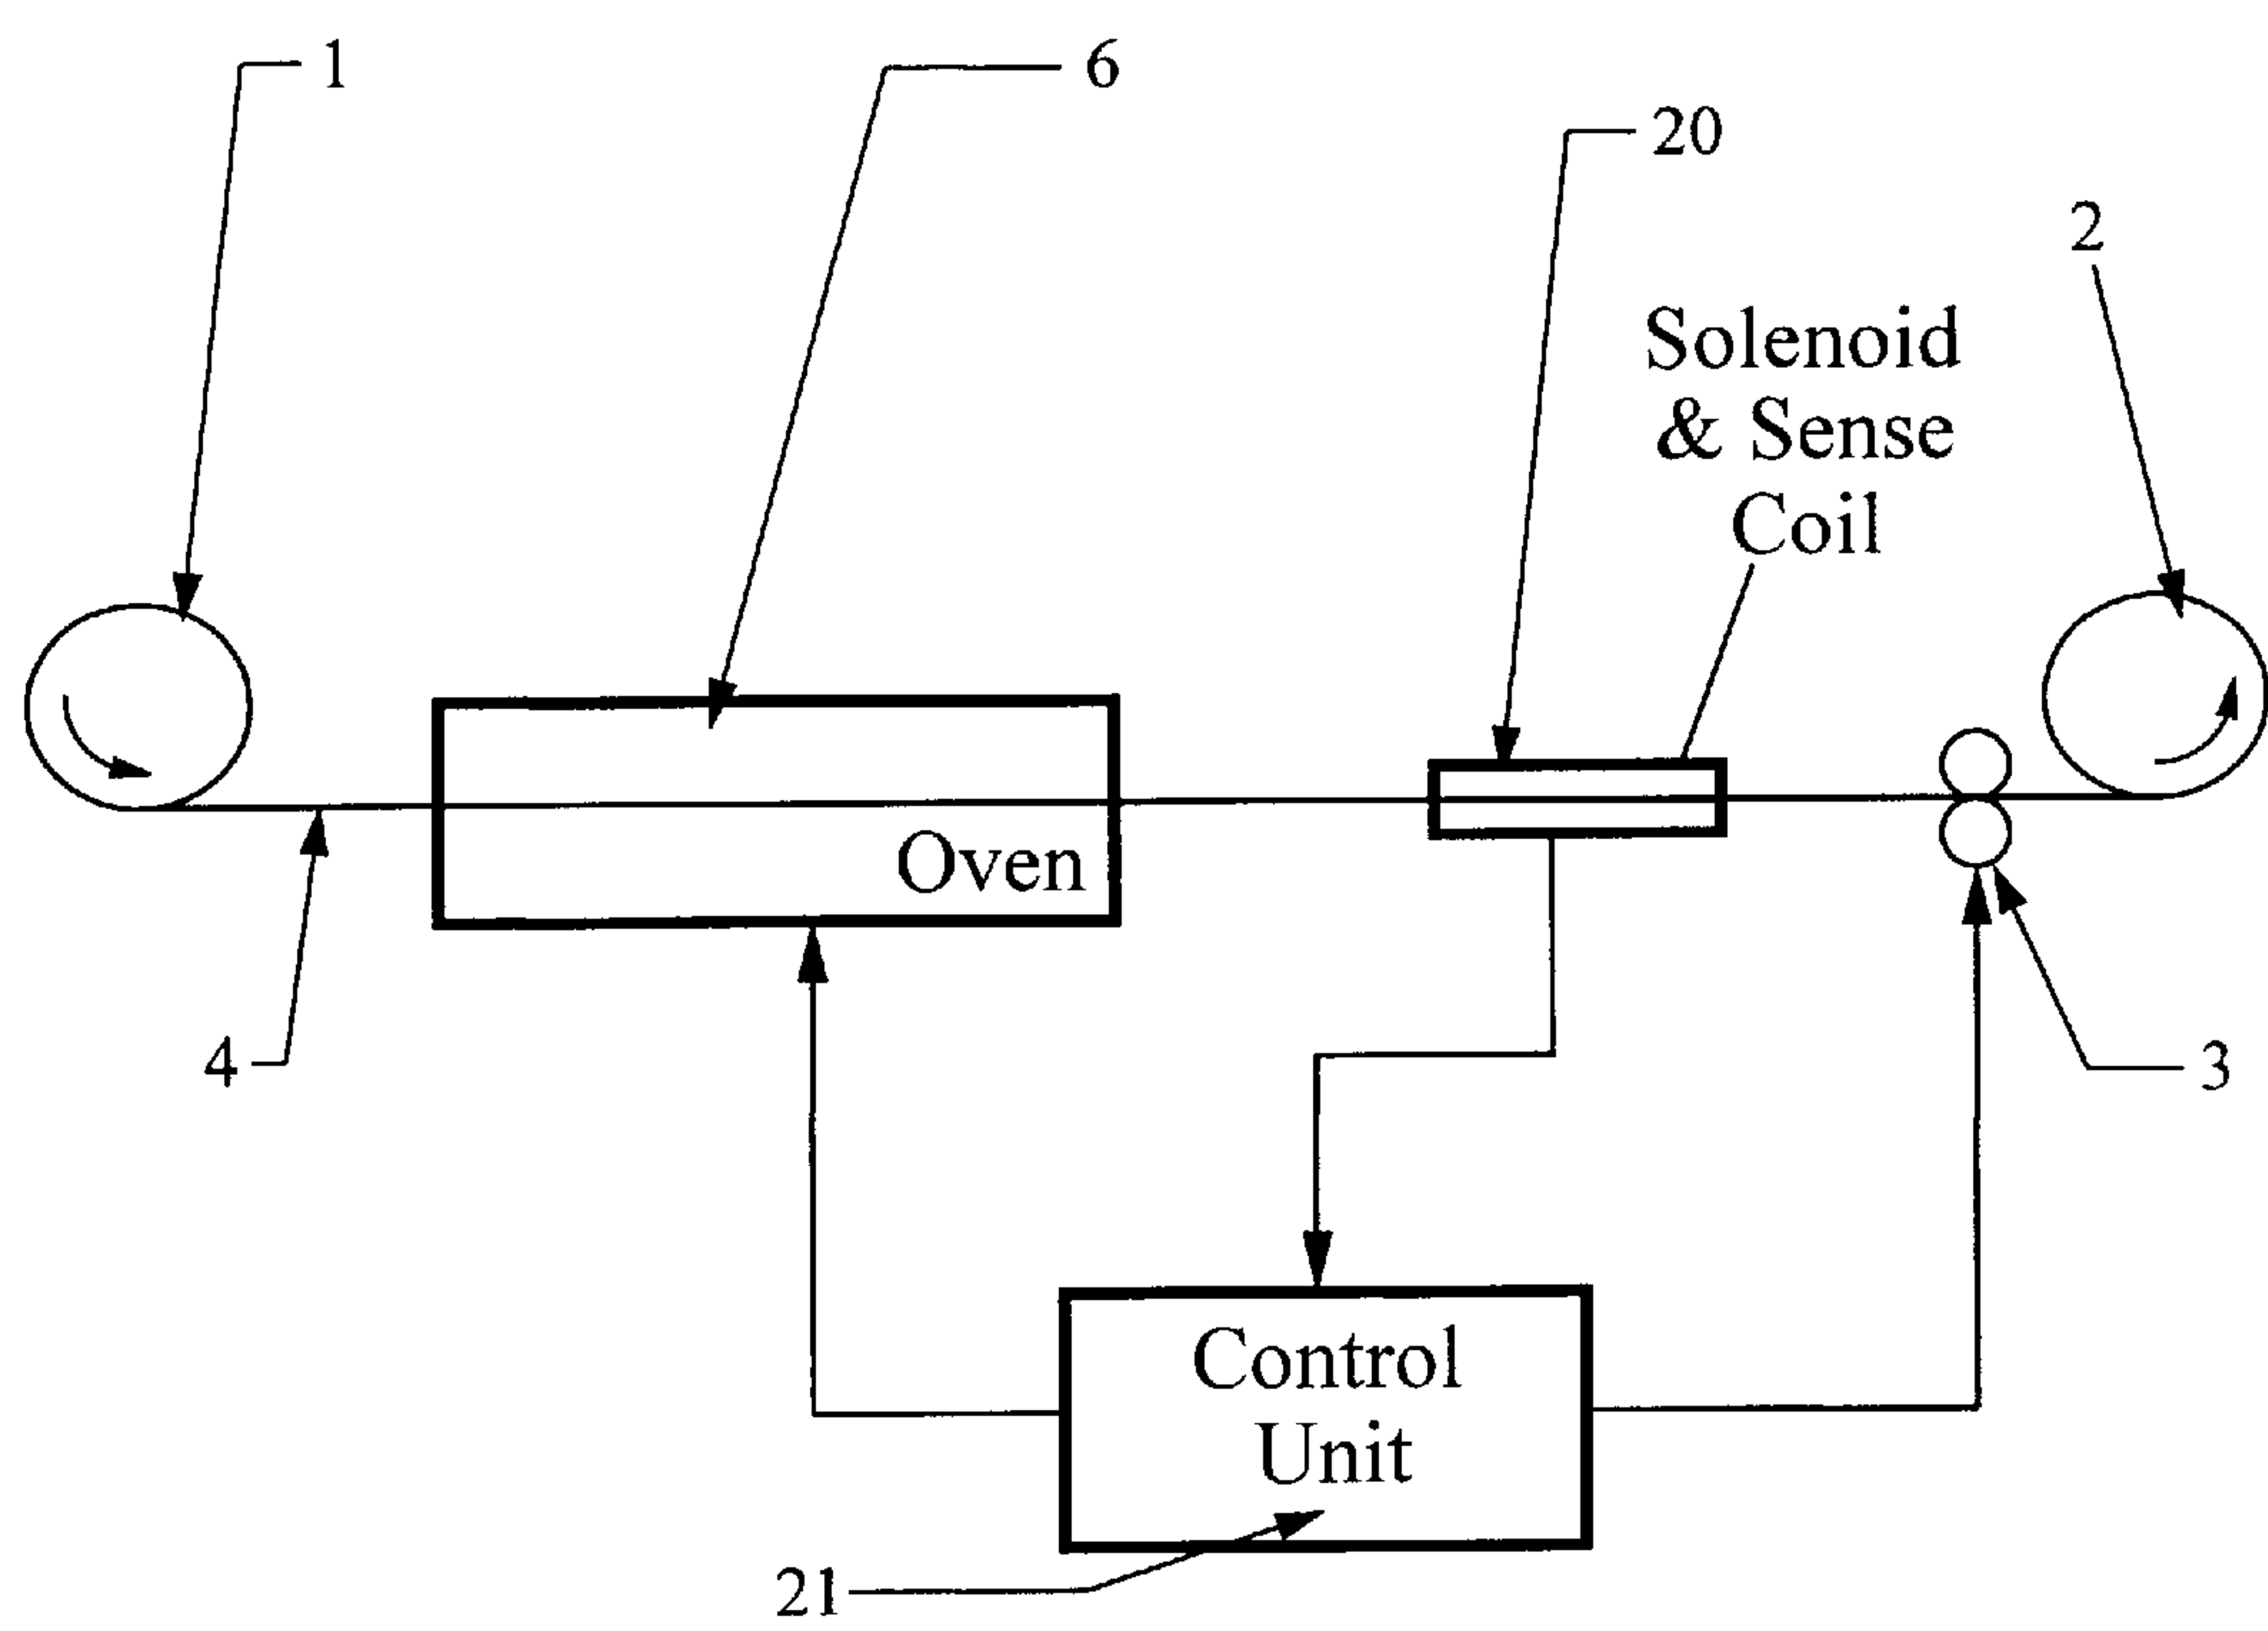 1
6
20
2
Solenoid
& Sense
Coil
Oven
4
3
Control
Unit
21